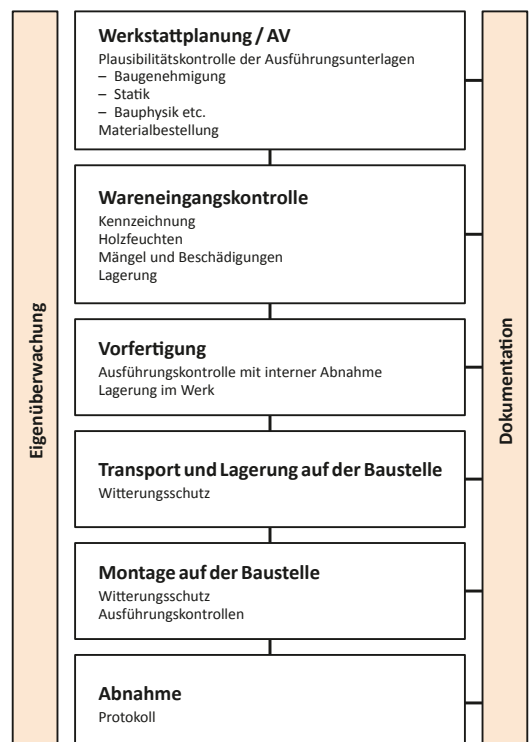 Eigenüberwachung
Werkstattplanung / AV
Plausibilitätskontrolle der Ausführungsunterlagen
– Baugenehmigung
– Statik
– Bauphysik etc.
Materialbestellung
Wareneingangskontrolle
Kennzeichnung
Holzfeuchten
Mängel und Beschädigungen
Lagerung
Vorfertigung
Ausführungskontrolle mit interner Abnahme
Lagerung im Werk
Transport und Lagerung auf der Baustelle
Witterungsschutz
Montage auf der Baustelle
Witterungsschutz
Ausführungskontrollen
Abnahme
Protokoll
Dokumentation